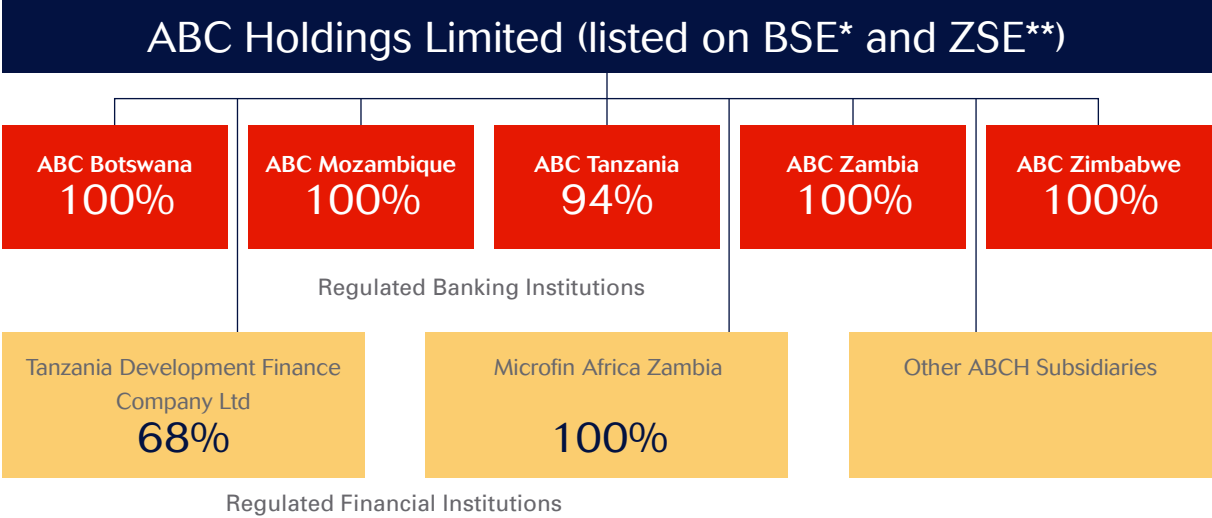 ABC Holdings Limited (listed on BSE* and ZSE**)
ABC Botswana
100%
ABC Mozambique
100%
ABC Tanzania
94%
ABC Zambia
100%
ABC Zimbabwe
100%
Regulated Banking Institutions
Tanzania Development Finance
Company Ltd
68%
Microfin Africa Zambia
100%
Other ABCH Subsidiaries
Regulated Financial Institutions